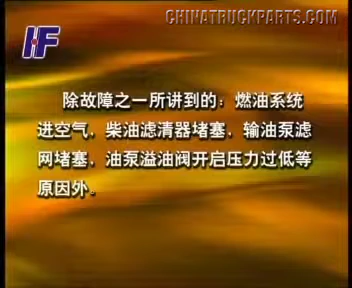 CHINATRUCKPARTS.COM
HF
除故障之一所讲到的：燃油系统
进空气．柴油滤清器堵塞．输油泵滤
网堵塞．油泵溢油阀开启压力过低等
原因外。